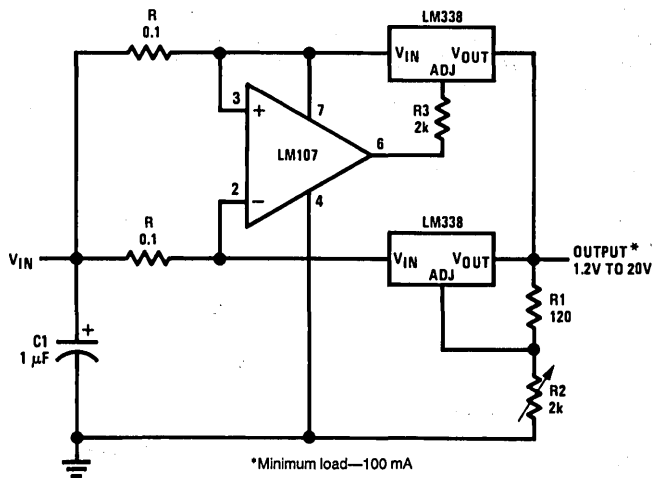 R
0.1
LM338
VIN
VOUT
ADJ
3
+
7
R3
2k
LM107
6
2
−
4
R
0.1
LM338
VIN
VIN
VOUT
ADJ
OUTPUT*
1.2V TO 20V
R1
120
C1
1 μF
+
R2
2k
*Minimum load—100 mA